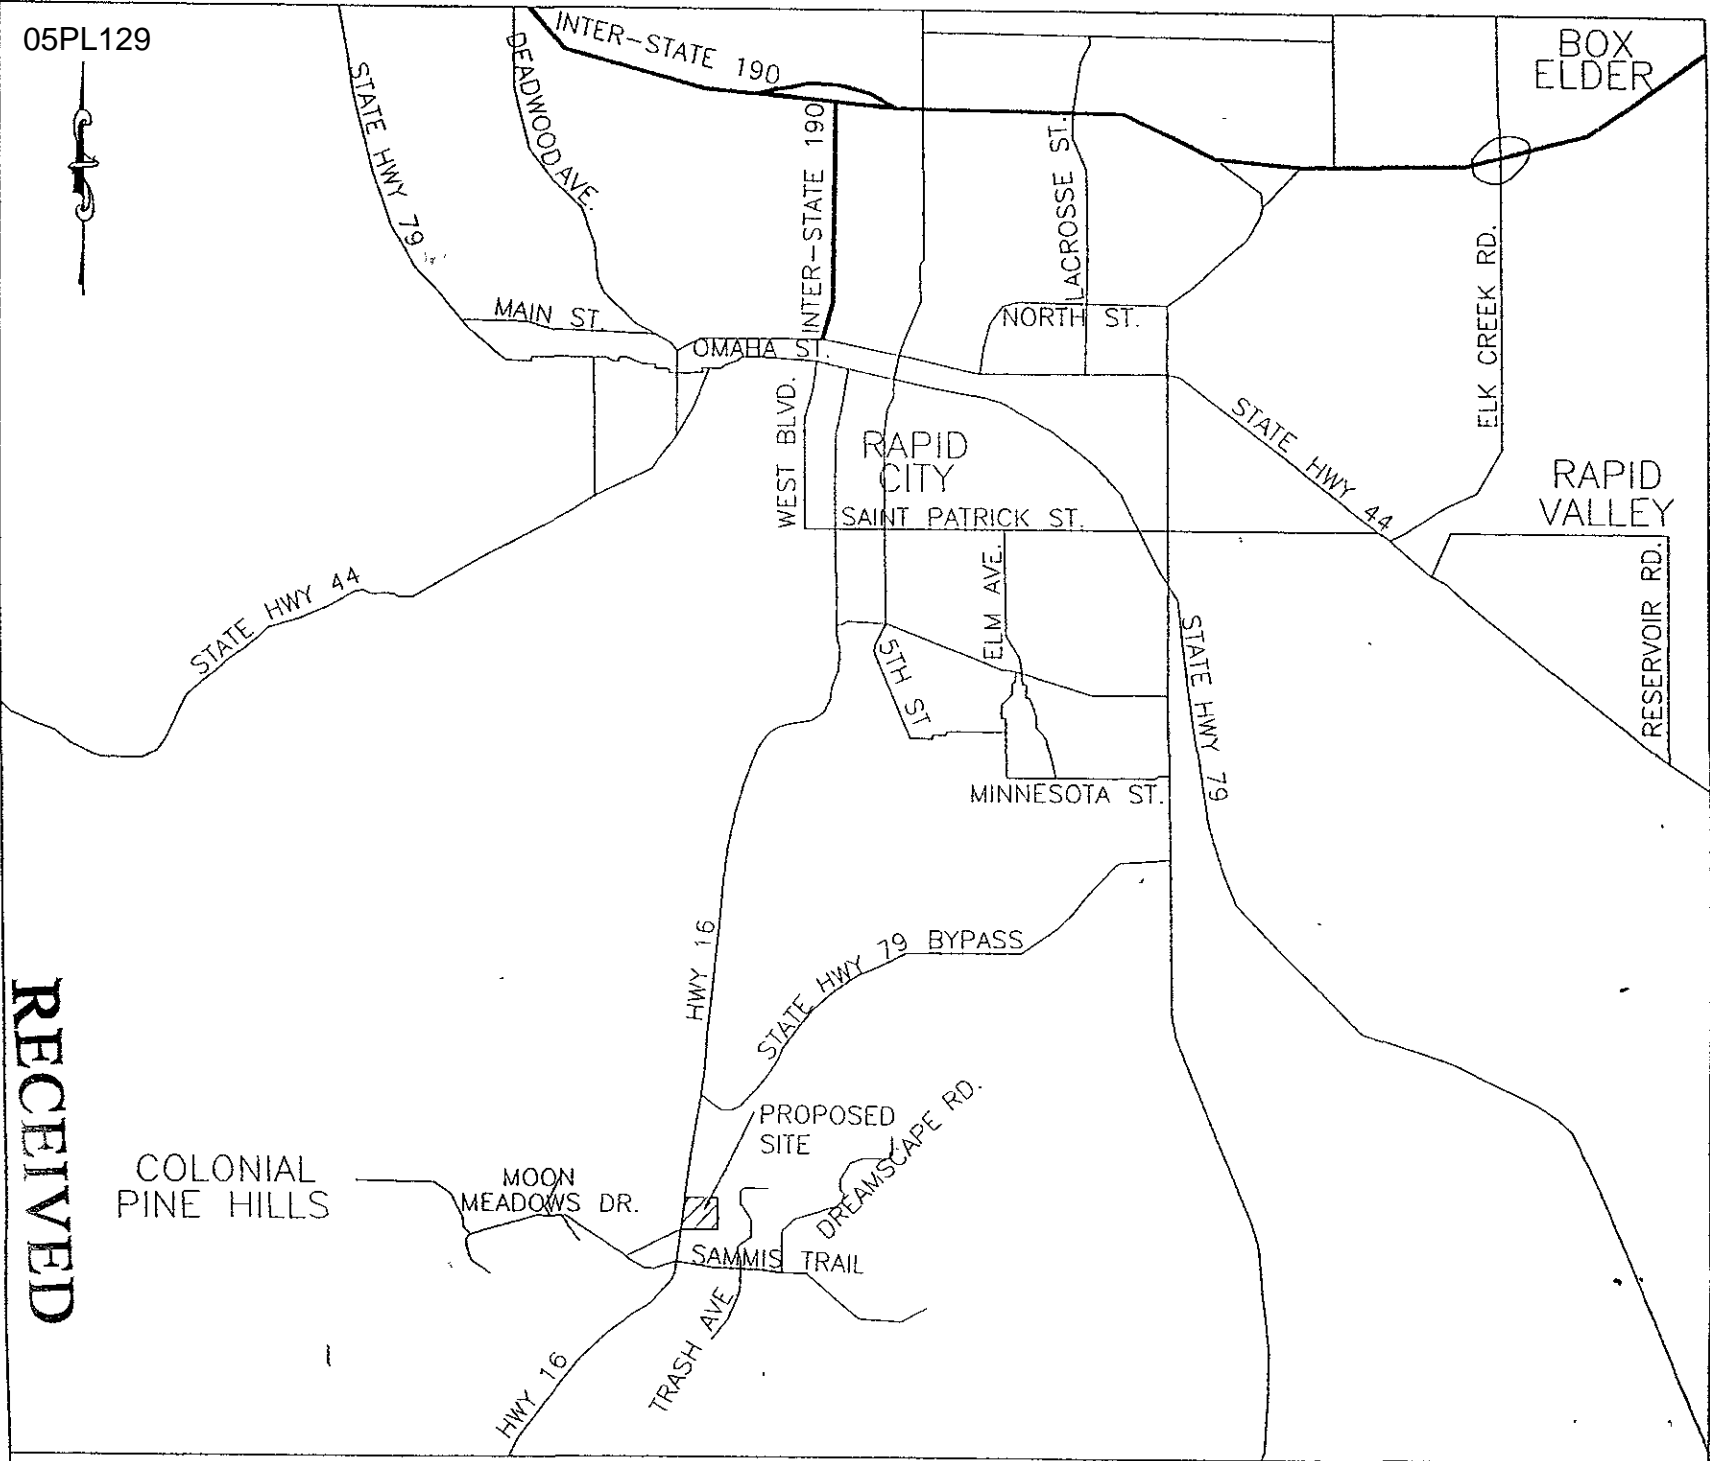 05PL129
INTER-STATE 190
BOX
ELDER
STATE HWY 79
DEADWOOD AVE.
INTER-STATE 190
LACROSSE ST.
ELK CREEK RD.
MAIN ST.
NORTH ST.
OMAHA ST.
WEST BLVD.
RAPID
CITY
STATE HWY 44
RAPID
VALLEY
SAINT PATRICK ST.
STATE HWY 44
ELM AVE.
RESERVOIR RD.
5TH ST
STATE HWY 79
MINNESOTA ST.
HWY 16
STATE HWY 79 BYPASS
RECEIVED
PROPOSED
SITE
DREAMSCAPE RD.
COLONIAL
PINE HILLS
MOON
MEADOWS DR.
SAMMIS TRAIL
TRASH AVE
HWY 16